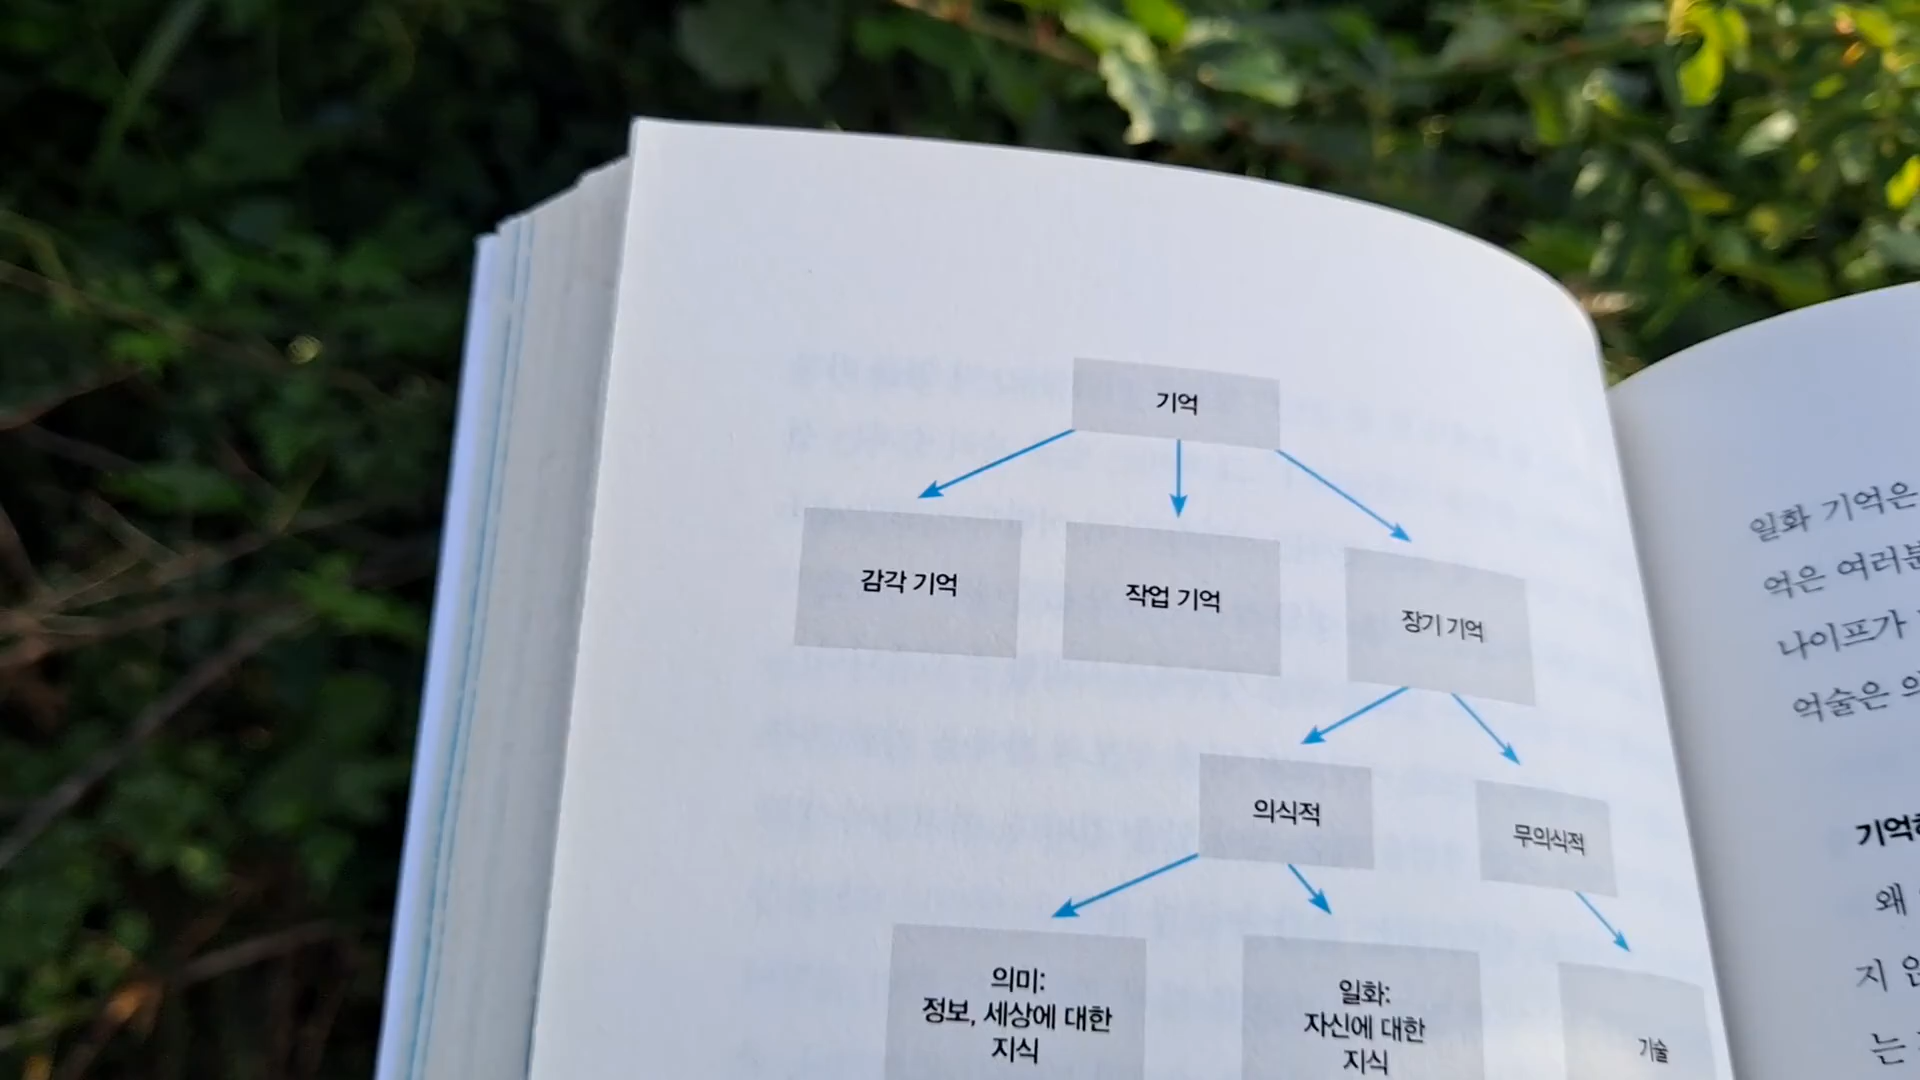 기억
감각 기억
작업 기억
장기 기억
의식적
무의식적
의미:
정보, 세상에 대한
지식
일화:
자신에 대한
지식
기술
일화 기억은
억은 여러분
나이프가
억술은 의
기억하
왜
지 않
는